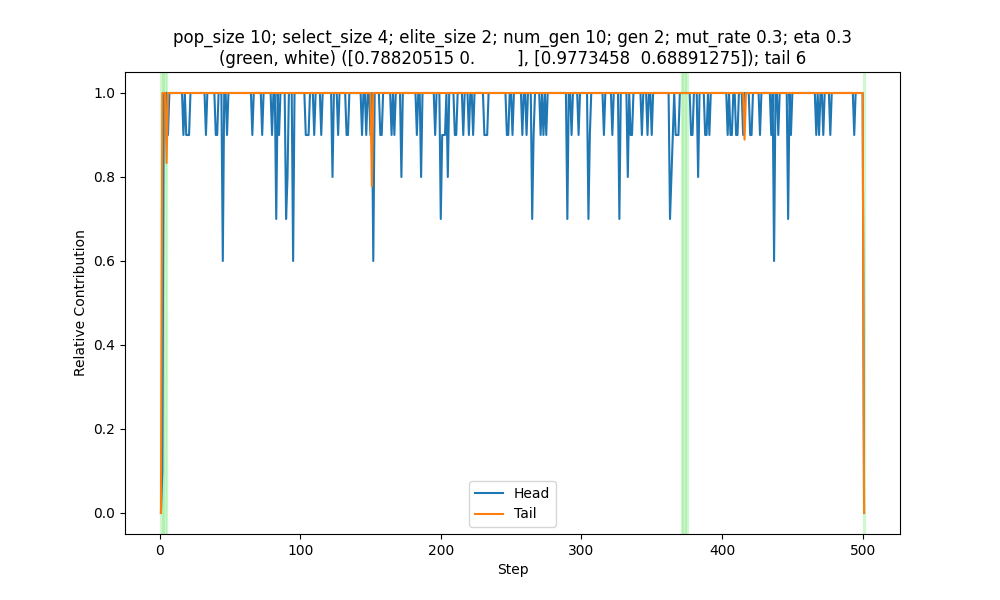 pop_size 10; select_size 4; elite_size 2; num_gen 10; gen 2; mut_rate 0.3; eta 0.3
(green, white) ([0.78820515 0.        ], [0.9773458  0.68891275]); tail 6
1.0
0.8
0.6
0.4
0.2
0.0
Relative Contribution
Head
Tail
0
100
200
300
400
500
Step